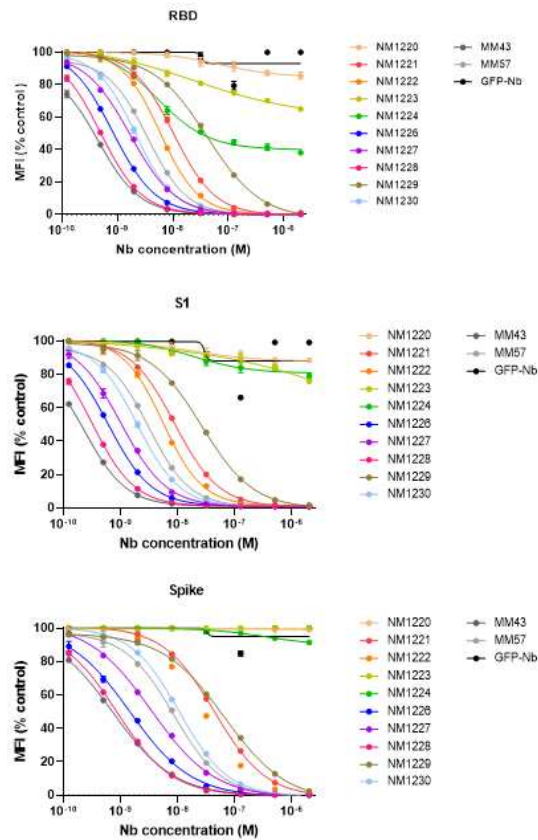 RBD
MFI (% control)
100
80
60
40
20
0
10⁻¹⁰ 10⁻⁹ 10⁻⁸ 10⁻⁷ 10⁻⁶
Nb concentration (M)
NM1220
NM1221
NM1222
NM1223
NM1224
NM1226
NM1227
NM1228
NM1229
NM1230
MM43
MM57
GFP-Nb
S1
MFI (% control)
100
80
60
40
20
0
10⁻¹⁰ 10⁻⁹ 10⁻⁸ 10⁻⁷ 10⁻⁶
Nb concentration (M)
NM1220
NM1221
NM1222
NM1223
NM1224
NM1226
NM1227
NM1228
NM1229
NM1230
MM43
MM57
GFP-Nb
Spike
MFI (% control)
100
80
60
40
20
0
10⁻¹⁰ 10⁻⁹ 10⁻⁸ 10⁻⁷ 10⁻⁶
Nb concentration (M)
NM1220
NM1221
NM1222
NM1223
NM1224
NM1226
NM1227
NM1228
NM1229
NM1230
MM43
MM57
GFP-Nb